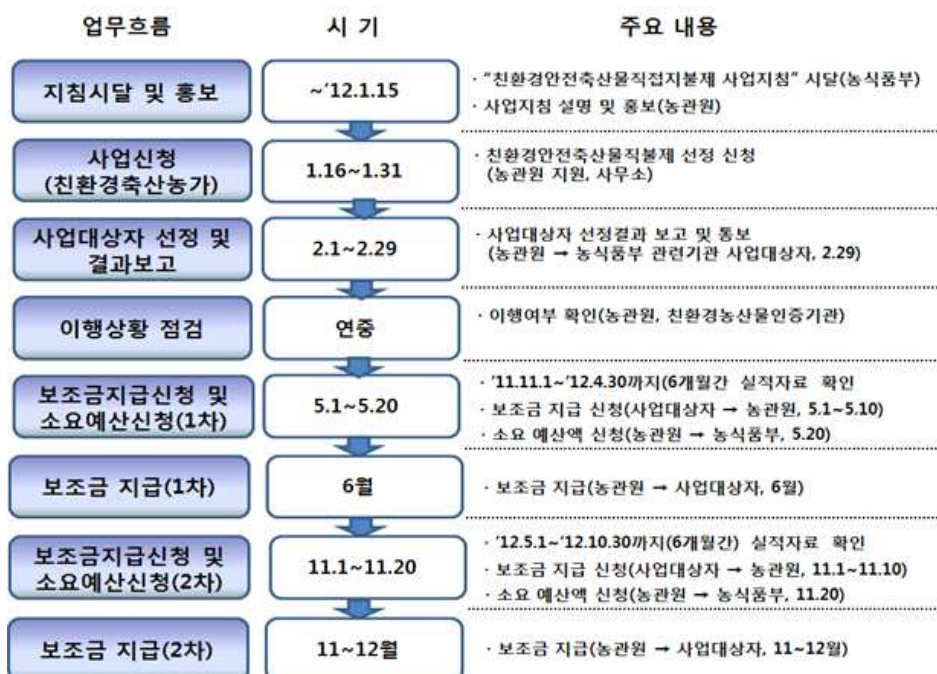 업무흐름 시 기 주요 내용
지침시달 및 홍보
~'12.1.15
· “친환경안전축산물직접지불제 사업지침” 시달(농식품부)
· 사업지침 설명 및 홍보(농관원)
사업신청
(친환경축산농가)
1.16~1.31
· 친환경안전축산물직불제 선정 신청
(농관원 지원, 사무소)
사업대상자 선정 및
결과보고
2.1~2.29
· 사업대상자 선정결과 보고 및 통보
(농관원 → 농식품부 관련기관 사업대상자, 2.29)
이행상황 점검
연중
· 이행여부 확인(농관원, 친환경농산물인증기관)
보조금지급신청 및
소요예산신청(1차)
5.1~5.20
· '11.11.1~'12.4.30까지(6개월간 실적자료 확인
· 보조금 지급 신청(사업대상자 → 농관원, 5.1~5.10)
· 소요 예산액 신청(농관원 → 농식품부, 5.20)
보조금 지급(1차)
6월
· 보조금 지급(농관원 → 사업대상자, 6월)
보조금지급신청 및
소요예산신청(2차)
11.1~11.20
· '12.5.1~'12.10.30까지(6개월간) 실적자료 확인
· 보조금 지급 신청(사업대상자 → 농관원, 11.1~11.10)
· 소요 예산액 신청(농관원 → 농식품부, 11.20)
보조금 지급(2차)
11~12월
· 보조금 지급(농관원 → 사업대상자, 11~12월)